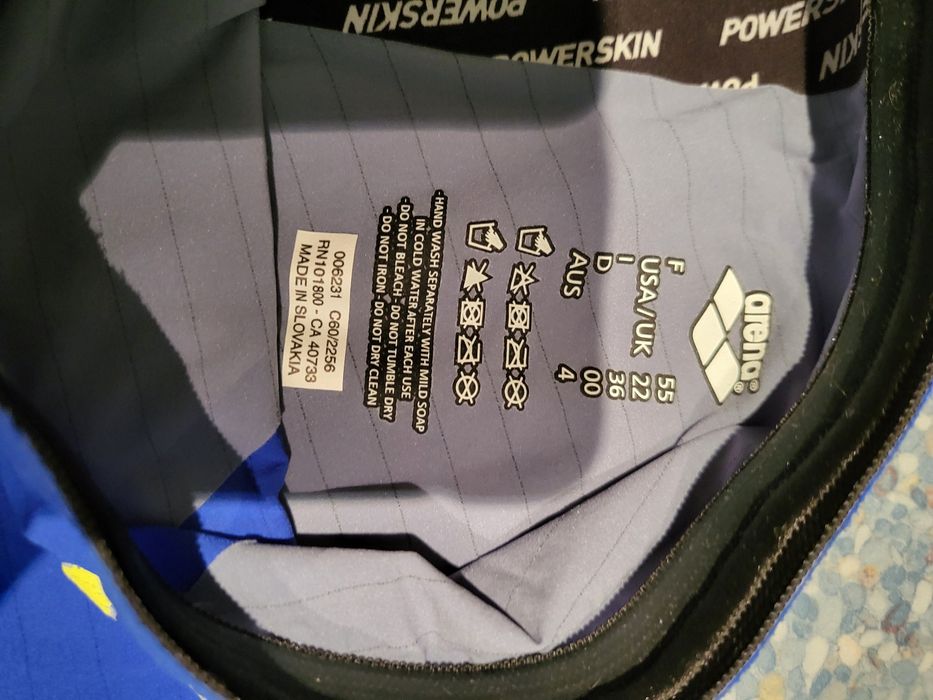 POWERSKIN
POWERSKIN
POWERSKIN
arena®
®
F 55
USA/UK 22
I 36
D 00
AUS 4
- HAND WASH SEPARATELY WITH MILD SOAP
IN COLD WATER AFTER EACH USE
- DO NOT BLEACH - DO NOT TUMBLE DRY
- DO NOT IRON - DO NOT DRY CLEAN
006231 C60/2256
RN101800 - CA 40733
MADE IN SLOVAKIA